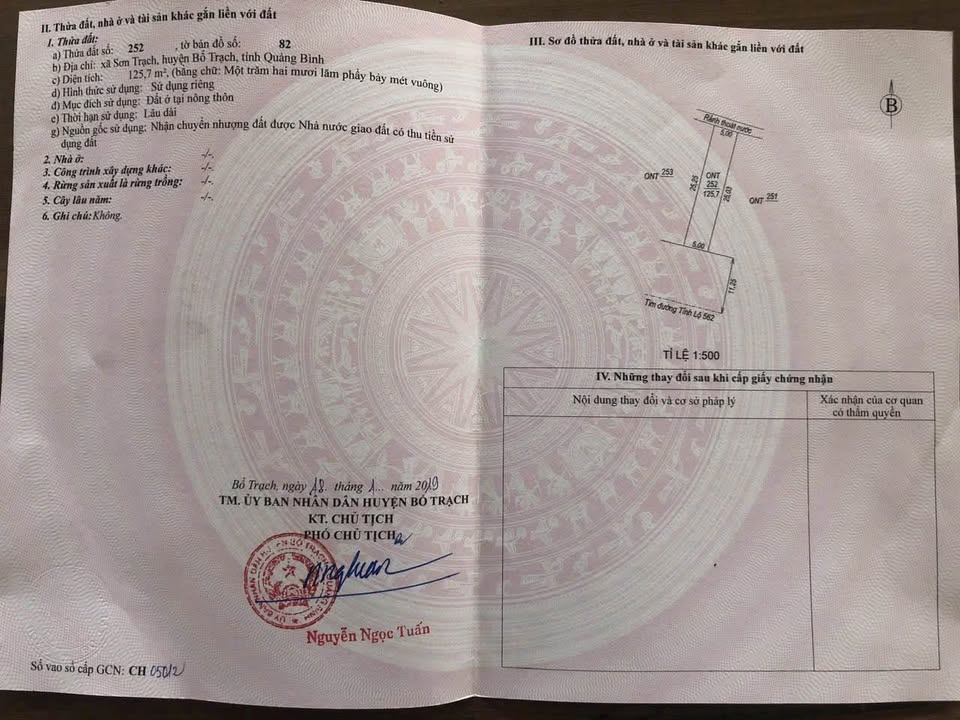 II. Thửa đất, nhà ở và tài sản khác gắn liền với đất
1. Thửa đất:
a) Thửa đất số: 252 , tờ bản đồ số: 82
b) Địa chỉ: xã Sơn Trạch, huyện Bố Trạch, tỉnh Quảng Bình
c) Diện tích: 125,7 m², (bằng chữ: Một trăm hai mươi lăm phẩy bảy mét vuông)
d) Hình thức sử dụng: Sử dụng riêng
đ) Mục đích sử dụng: Đất ở tại nông thôn
e) Thời hạn sử dụng: Lâu dài
g) Nguồn gốc sử dụng: Nhận chuyển nhượng đất được Nhà nước giao đất có thu tiền sử
dụng đất
2. Nhà ở: -/-.
3. Công trình xây dựng khác: -/-.
4. Rừng sản xuất là rừng trồng: -/-.
5. Cây lâu năm: -/-.
6. Ghi chú: Không.
Bố Trạch, ngày 18 tháng 1 ... năm 2019
TM. ỦY BAN NHÂN DÂN HUYỆN BỐ TRẠCH
KT. CHỦ TỊCH
PHÓ CHỦ TỊCH
Nguyễn Ngọc Tuấn
Số vào sổ cấp GCN: CH 05012
III. Sơ đồ thửa đất, nhà ở và tài sản khác gắn liền với đất
B
Rãnh thoát nước
5,00
ONT 253
25,25
ONT
252
125,7
25,03
ONT 251
5,00
11,25
Tim đường Tỉnh Lộ 562
TỈ LỆ 1:500
IV. Những thay đổi sau khi cấp giấy chứng nhận
Nội dung thay đổi và cơ sở pháp lý
Xác nhận của cơ quan
có thẩm quyền